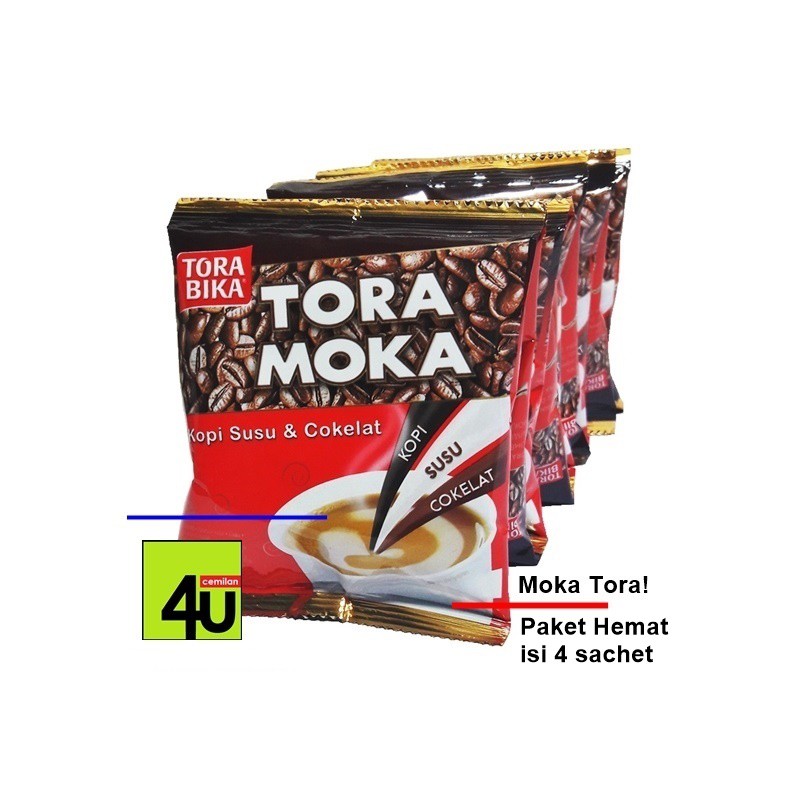 TORA
BIKA®
TORA
MOKA
Kopi Susu & Cokelat
KOPI
SUSU
COKELAT
cemilan
4U
Moka Tora!
Paket Hemat
isi 4 sachet